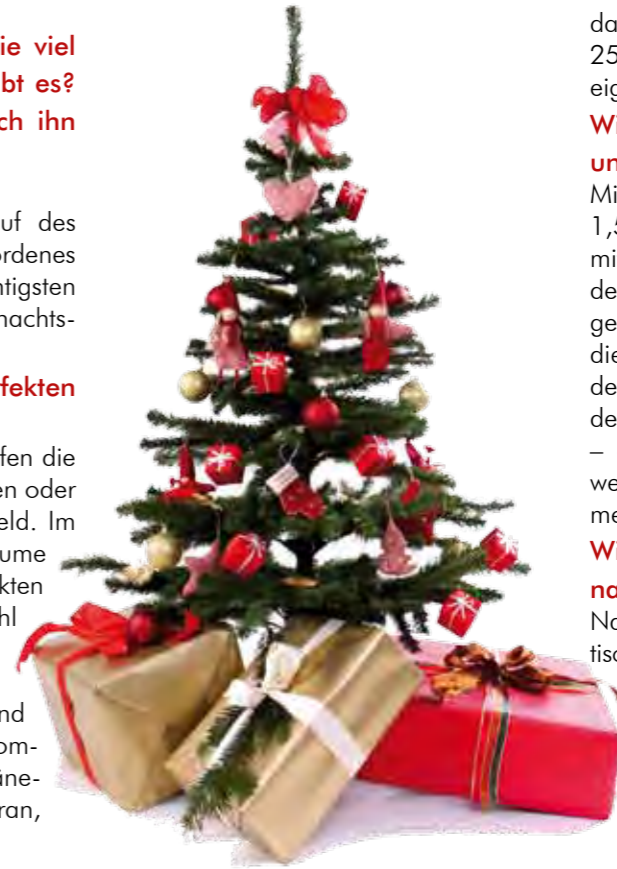 ie viel
bt es?
ch ihn
uf des
ordenes
htigsten
nachts-
fekten
fen die
en oder
eld. Im
ume
kten
hl
nd
om-
äne-
ran,
da
25
eig
Wi
un
Mi
1,5
mi
de
ge
die
de
de
–
we
me
Wi
na
No
tisc